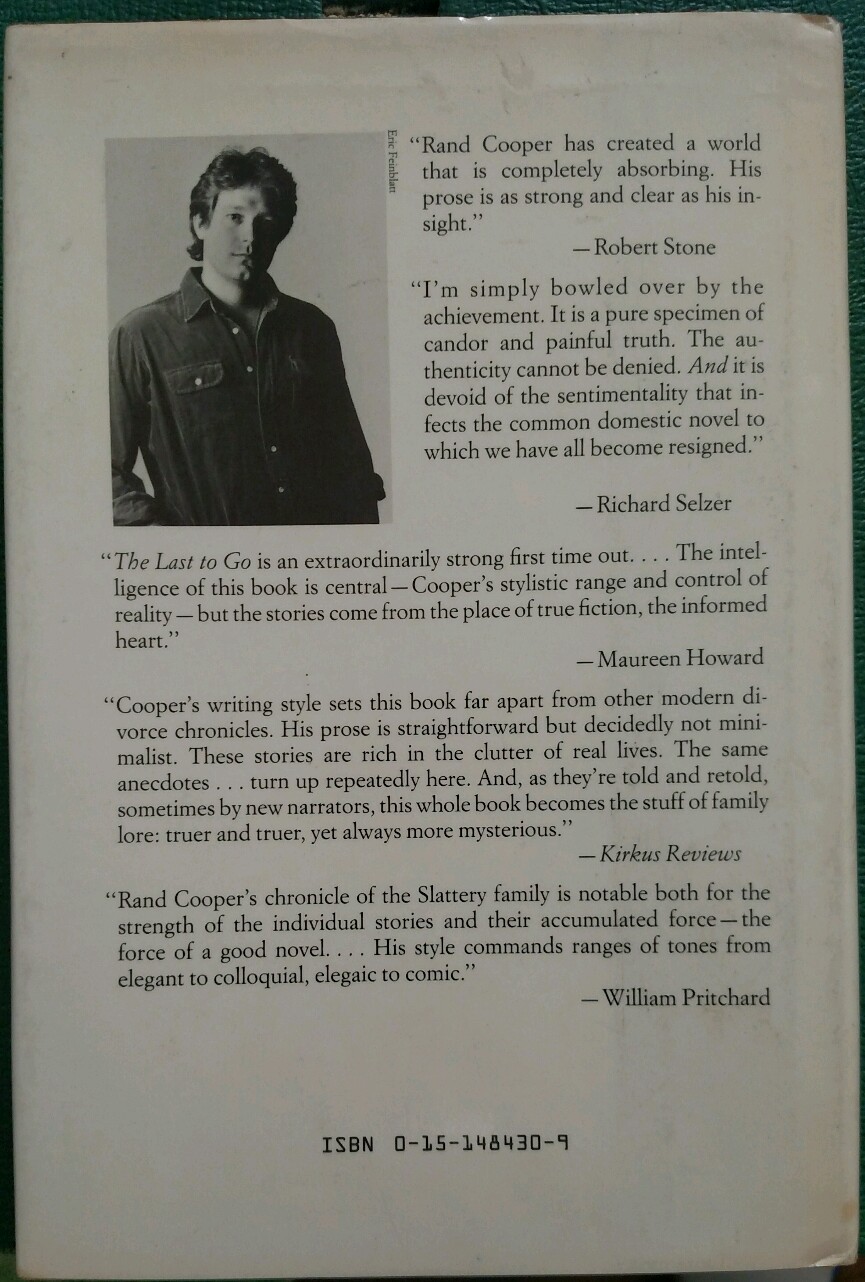 Eric Feinblatt
“Rand Cooper has created a world
that is completely absorbing. His
prose is as strong and clear as his in-
sight.”
—Robert Stone
“I’m simply bowled over by the
achievement. It is a pure specimen of
candor and painful truth. The au-
thenticity cannot be denied. And it is
devoid of the sentimentality that in-
fects the common domestic novel to
which we have all become resigned.”
—Richard Selzer
“The Last to Go is an extraordinarily strong first time out. . . . The intel-
ligence of this book is central—Cooper’s stylistic range and control of
reality—but the stories come from the place of true fiction, the informed
heart.”
—Maureen Howard
“Cooper’s writing style sets this book far apart from other modern di-
vorce chronicles. His prose is straightforward but decidedly not mini-
malist. These stories are rich in the clutter of real lives. The same
anecdotes . . . turn up repeatedly here. And, as they’re told and retold,
sometimes by new narrators, this whole book becomes the stuff of family
lore: truer and truer, yet always more mysterious.”
—Kirkus Reviews
“Rand Cooper’s chronicle of the Slattery family is notable both for the
strength of the individual stories and their accumulated force—the
force of a good novel. . . . His style commands ranges of tones from
elegant to colloquial, elegaic to comic.”
—William Pritchard
ISBN 0-15-148430-9